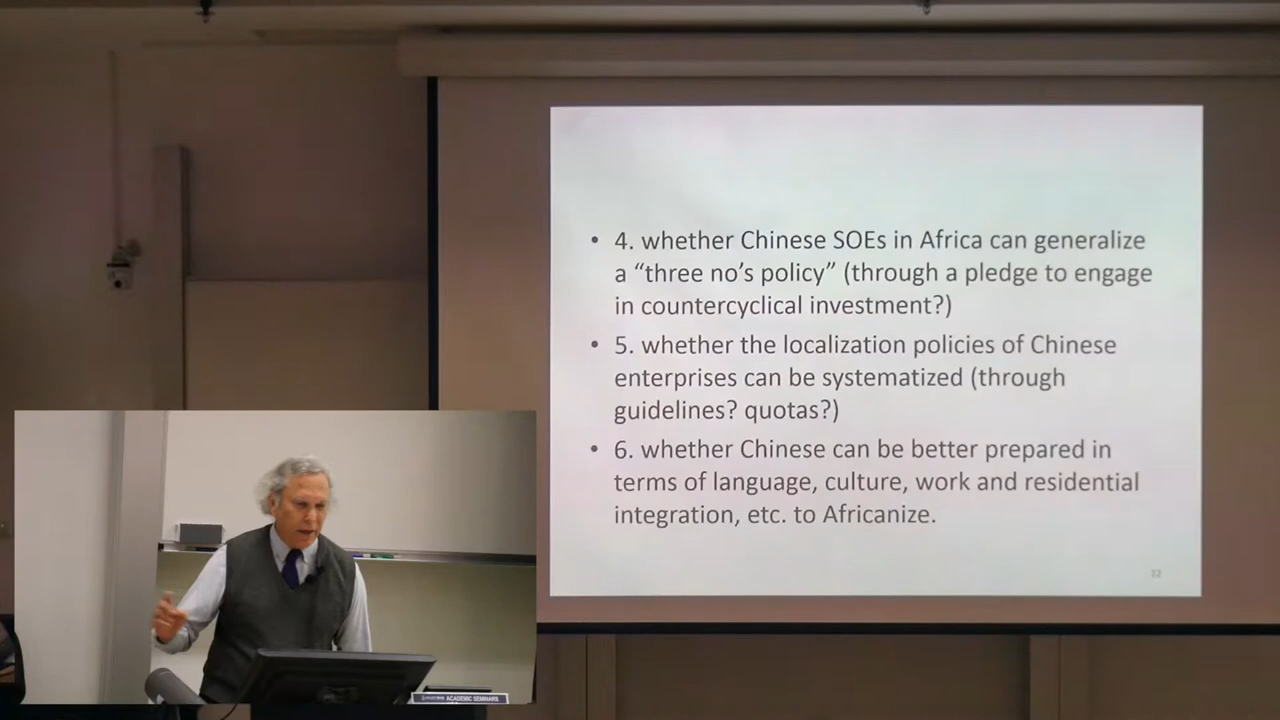 • 4. whether Chinese SOEs in Africa can generalize
a “three no’s policy” (through a pledge to engage
in countercyclical investment?)
• 5. whether the localization policies of Chinese
enterprises can be systematized (through
guidelines? quotas?)
• 6. whether Chinese can be better prepared in
terms of language, culture, work and residential
integration, etc. to Africanize.
ACADEMIC SEMINARS